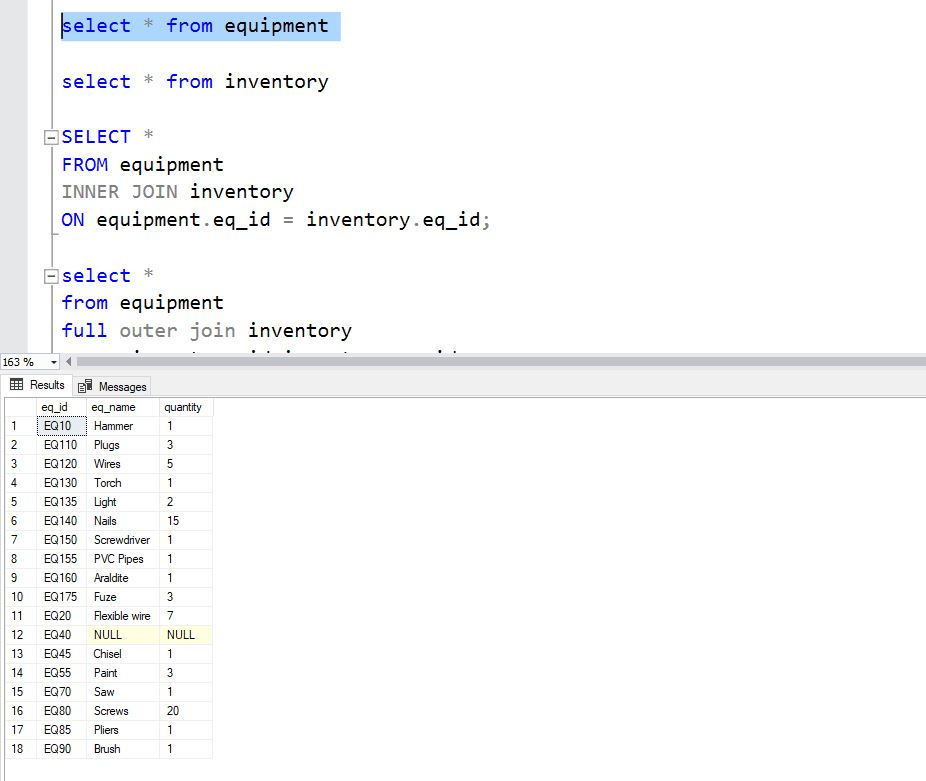 select * from equipment
select * from inventory
SELECT *
FROM equipment
INNER JOIN inventory
ON equipment.eq_id = inventory.eq_id;
select *
from equipment
full outer join inventory
163 %
Results Messages
eq_id eq_name quantity
1 EQ10 Hammer 1
2 EQ110 Plugs 3
3 EQ120 Wires 5
4 EQ130 Torch 1
5 EQ135 Light 2
6 EQ140 Nails 15
7 EQ150 Screwdriver 1
8 EQ155 PVC Pipes 1
9 EQ160 Araldite 1
10 EQ175 Fuze 3
11 EQ20 Flexible wire 7
12 EQ40 NULL NULL
13 EQ45 Chisel 1
14 EQ55 Paint 3
15 EQ70 Saw 1
16 EQ80 Screws 20
17 EQ85 Pliers 1
18 EQ90 Brush 1